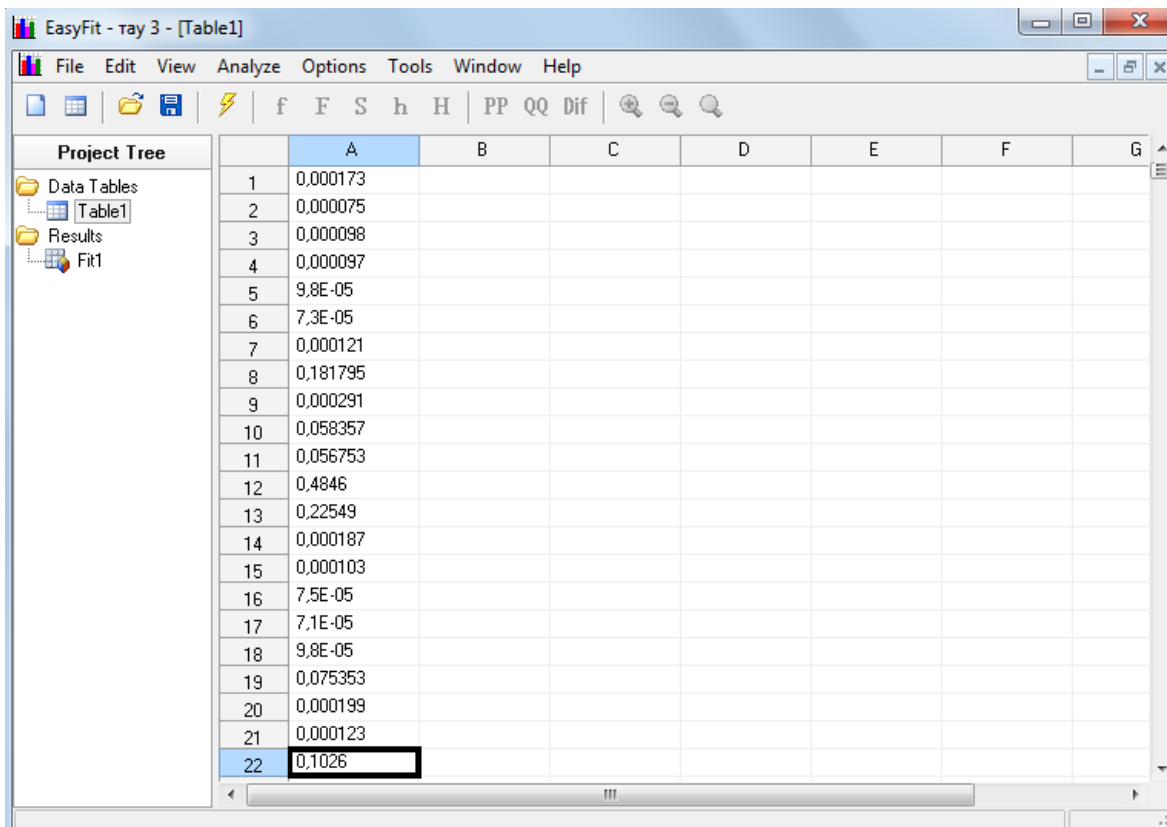 EasyFit - тау 3 - [Table1]
File Edit View Analyze Options Tools Window Help
f F S h H PP QQ Dif
Project Tree
Data Tables
Table1
Results
Fit1
A B C D E F G
1 0,000173
2 0,000075
3 0,000098
4 0,000097
5 9,8E-05
6 7,3E-05
7 0,000121
8 0,181795
9 0,000291
10 0,058357
11 0,056753
12 0,4846
13 0,22549
14 0,000187
15 0,000103
16 7,5E-05
17 7,1E-05
18 9,8E-05
19 0,075353
20 0,000199
21 0,000123
22 0,1026